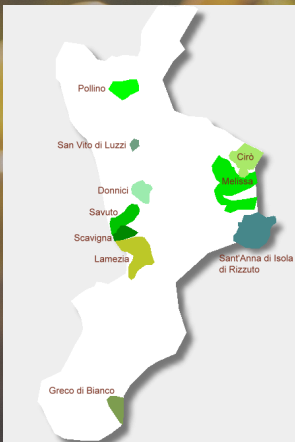 Pollino
San Vito di Luzzi
Cirò
Melissa
Donnici
Savuto
Scavigna
Lamezia
Sant'Anna di Isola
di Rizzuto
Greco di Bianco